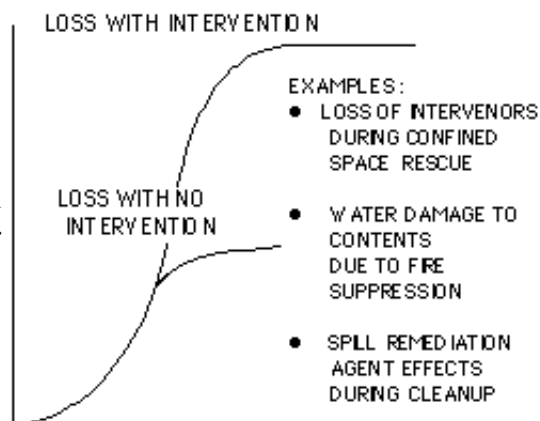 LOSS WITH INTERVENTION
EXAMPLES:
● LOSS OF INTERVENORS
DURING CONFINED
SPACE RESCUE
LOSS WITH NO
INTERVENTION
● WATER DAMAGE TO
CONTENTS
DUE TO FIRE
SUPPRESSION
● SPILL REMEDIATION
AGENT EFFECTS
DURING CLEANUP